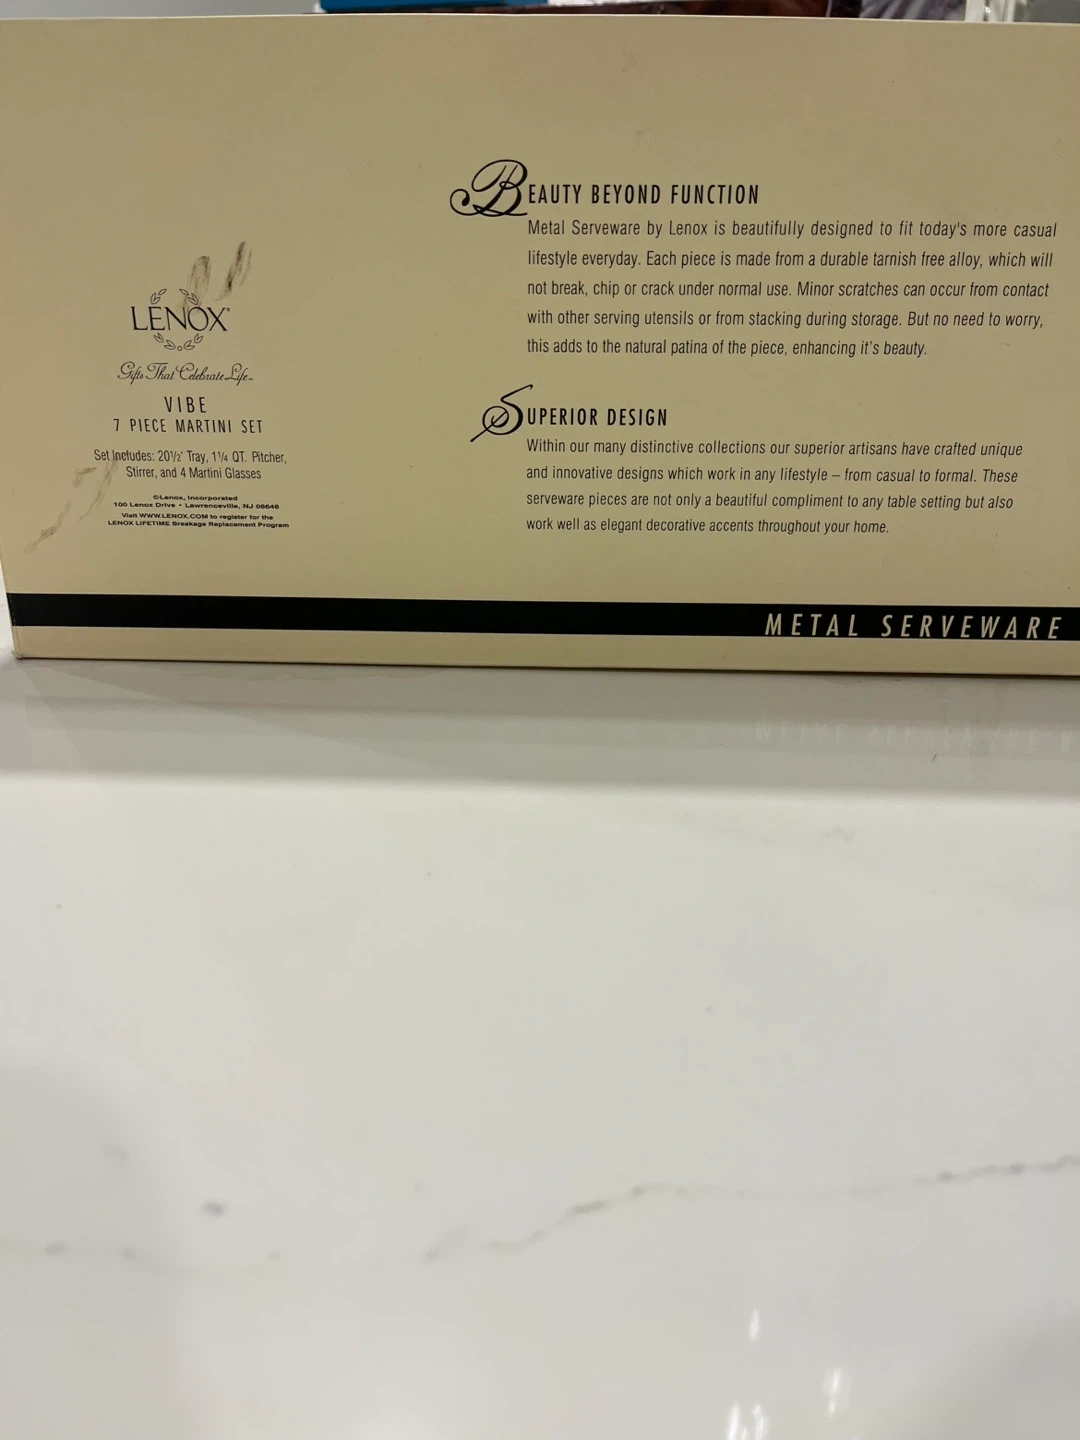 LENOX®
Gifts That Celebrate Life™
VIBE
7 PIECE MARTINI SET
Set Includes: 20½' Tray, 1¼ QT. Pitcher,
Stirrer, and 4 Martini Glasses
©Lenox, Incorporated
100 Lenox Drive • Lawrenceville, NJ 08648
Visit WWW.LENOX.COM to register for the
LENOX LIFETIME Breakage Replacement Program
BEAUTY BEYOND FUNCTION
Metal Serveware by Lenox is beautifully designed to fit today's more casual
lifestyle everyday. Each piece is made from a durable tarnish free alloy, which will
not break, chip or crack under normal use. Minor scratches can occur from contact
with other serving utensils or from stacking during storage. But no need to worry,
this adds to the natural patina of the piece, enhancing it's beauty.
SUPERIOR DESIGN
Within our many distinctive collections our superior artisans have crafted unique
and innovative designs which work in any lifestyle – from casual to formal. These
serveware pieces are not only a beautiful compliment to any table setting but also
work well as elegant decorative accents throughout your home.
METAL SERVEWARE